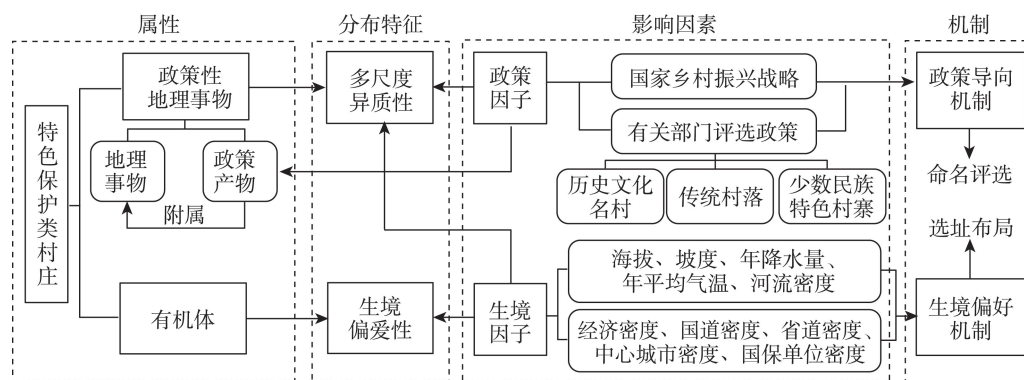 属性
分布特征
影响因素
机制
特色保护类村庄
政策性
地理事物
地理
事物
政策
产物
附属
有机体
多尺度
异质性
生境
偏爱性
政策
因子
国家乡村振兴战略
有关部门评选政策
历史文化
名村
传统村落
少数民族
特色村寨
生境
因子
海拔、坡度、年降水量、
年平均气温、河流密度
经济密度、国道密度、省道密度、
中心城市密度、国保单位密度
政策导向
机制
命名评选
选址布局
生境偏好
机制